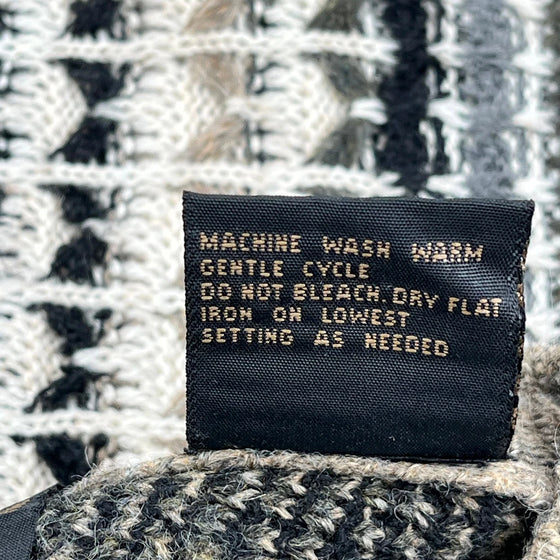 MACHINE WASH WARM
GENTLE CYCLE
DO NOT BLEACH. DRY FLAT
IRON ON LOWEST
SETTING AS NEEDED